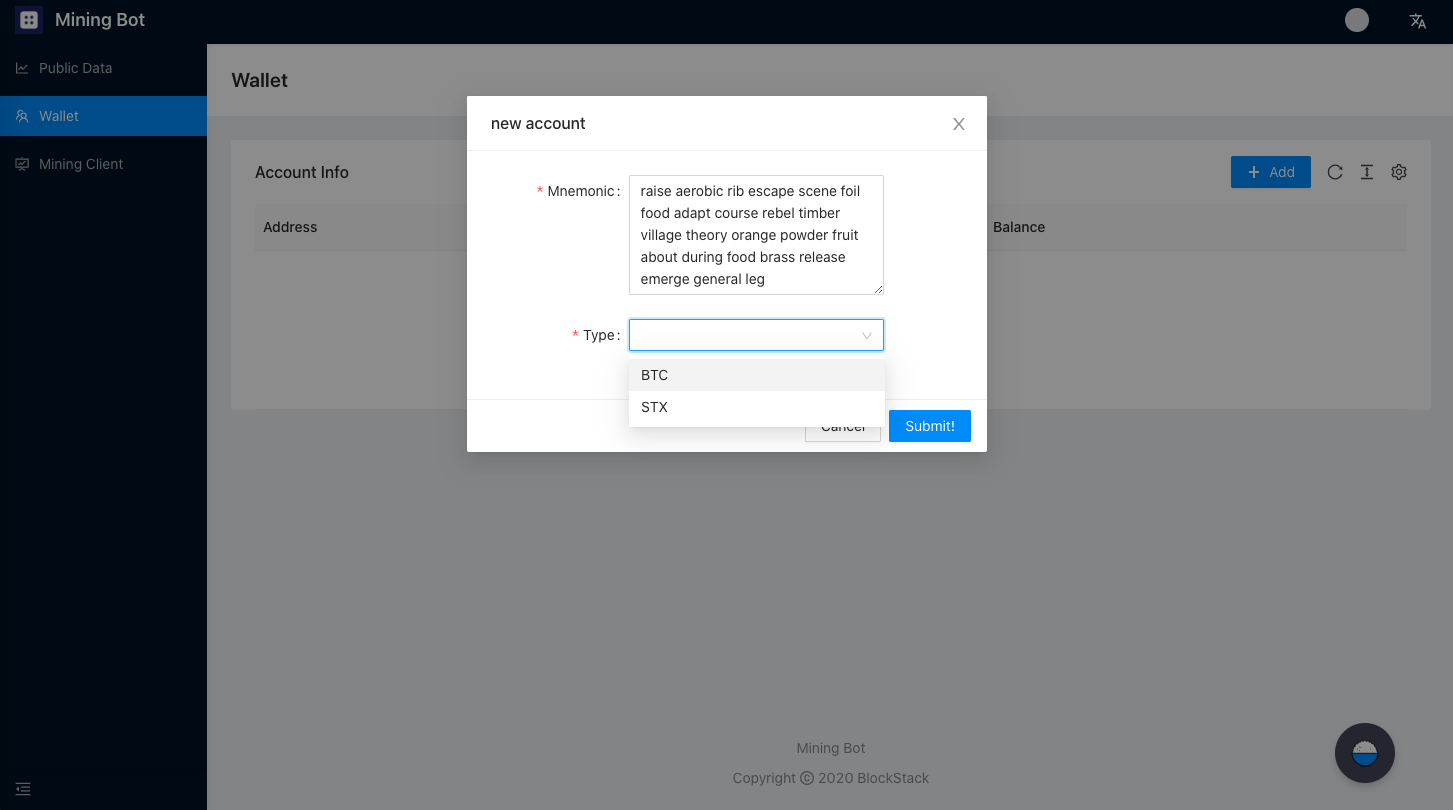 Mining Bot
Public Data
Wallet
Mining Client
Wallet
Account Info
Add
Address
Balance
new account
* Mnemonic :
raise aerobic rib escape scene foil
food adapt course rebel timber
village theory orange powder fruit
about during food brass release
emerge general leg
* Type :
BTC
STX
Cancel
Submit!
Mining Bot
Copyright © 2020 BlockStack